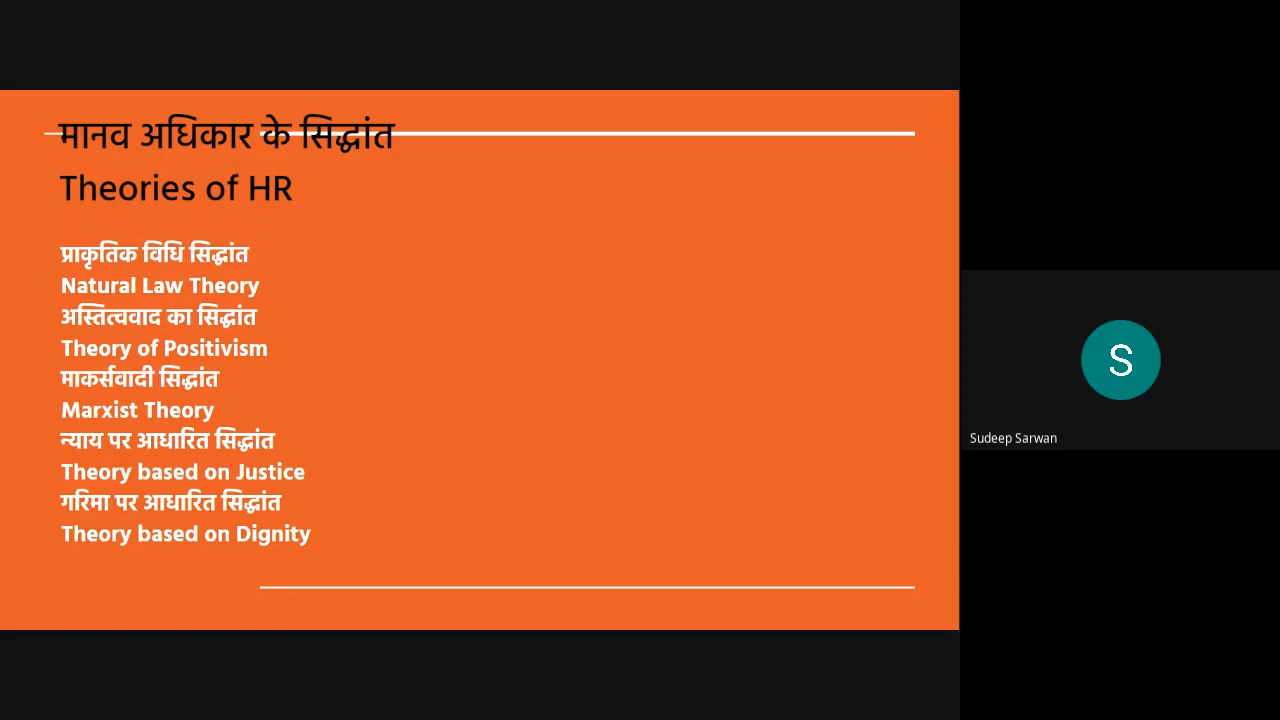 मानव अधिकार के सिद्धांत
Theories of HR
प्राकृतिक विधि सिद्धांत
Natural Law Theory
अस्तित्ववाद का सिद्धांत
Theory of Positivism
माकर्सवादी सिद्धांत
Marxist Theory
न्याय पर आधारित सिद्धांत
Theory based on Justice
गरिमा पर आधारित सिद्धांत
Theory based on Dignity
S
Sudeep Sarwan